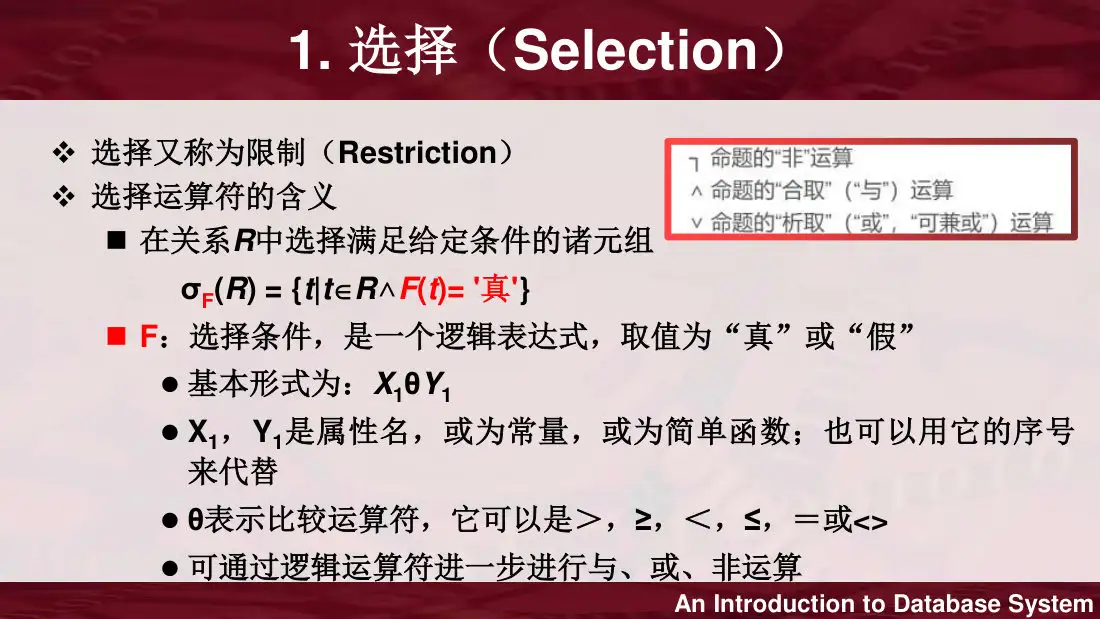 1. 选择（Selection）
❖ 选择又称为限制（Restriction）
❖ 选择运算符的含义
■ 在关系R中选择满足给定条件的诸元组
σF(R) = {t|t∈R∧F(t)= '真'}
■ F：选择条件，是一个逻辑表达式，取值为“真”或“假”
● 基本形式为：X1θY1
● X1，Y1是属性名，或为常量，或为简单函数；也可以用它的序号
来代替
● θ表示比较运算符，它可以是＞，≥，＜，≤，＝或<>
● 可通过逻辑运算符进一步进行与、或、非运算
┐ 命题的“非”运算
∧ 命题的“合取”（“与”）运算
∨ 命题的“析取”（“或”，“可兼或”）运算
An Introduction to Database System